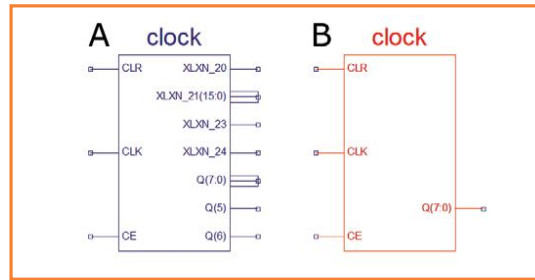 A clock
CLR XLXN_20
XLXN_21(15:0)
XLXN_23
CLK XLXN_24
Q(7:0)
Q(5)
CE Q(6)
B clock
CLR
CLK
Q(7:0)
CE